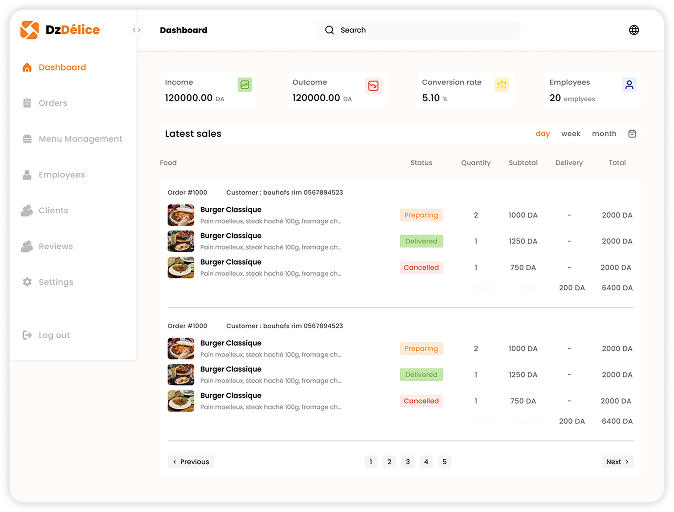 DzDélice
Dashboard
Orders
Menu Management
Employees
Clients
Reviews
Settings
Log out
Dashboard
Search
Income
120000.00 DA
Outcome
120000.00 DA
Conversion rate
5.10 %
Employees
20 emplyees
Latest sales
day week month
Food Status Quantity Subtotal Delivery Total
Order #1000 Customer : bouhafs rim 0567894523
Burger Classique
Pain moelleux, steak haché 100g, fromage ch...
Preparing 2 1000 DA - 2000 DA
Burger Classique
Pain moelleux, steak haché 100g, fromage ch...
Delivered 1 1250 DA - 2000 DA
Burger Classique
Pain moelleux, steak haché 100g, fromage ch...
Cancelled 1 750 DA - 2000 DA
200 DA 6400 DA
Order #1000 Customer : bouhafs rim 0567894523
Burger Classique
Pain moelleux, steak haché 100g, fromage ch...
Preparing 2 1000 DA - 2000 DA
Burger Classique
Pain moelleux, steak haché 100g, fromage ch...
Delivered 1 1250 DA - 2000 DA
Burger Classique
Pain moelleux, steak haché 100g, fromage ch...
Cancelled 1 750 DA - 2000 DA
200 DA 6400 DA
‹ Previous 1 2 3 4 5 Next ›